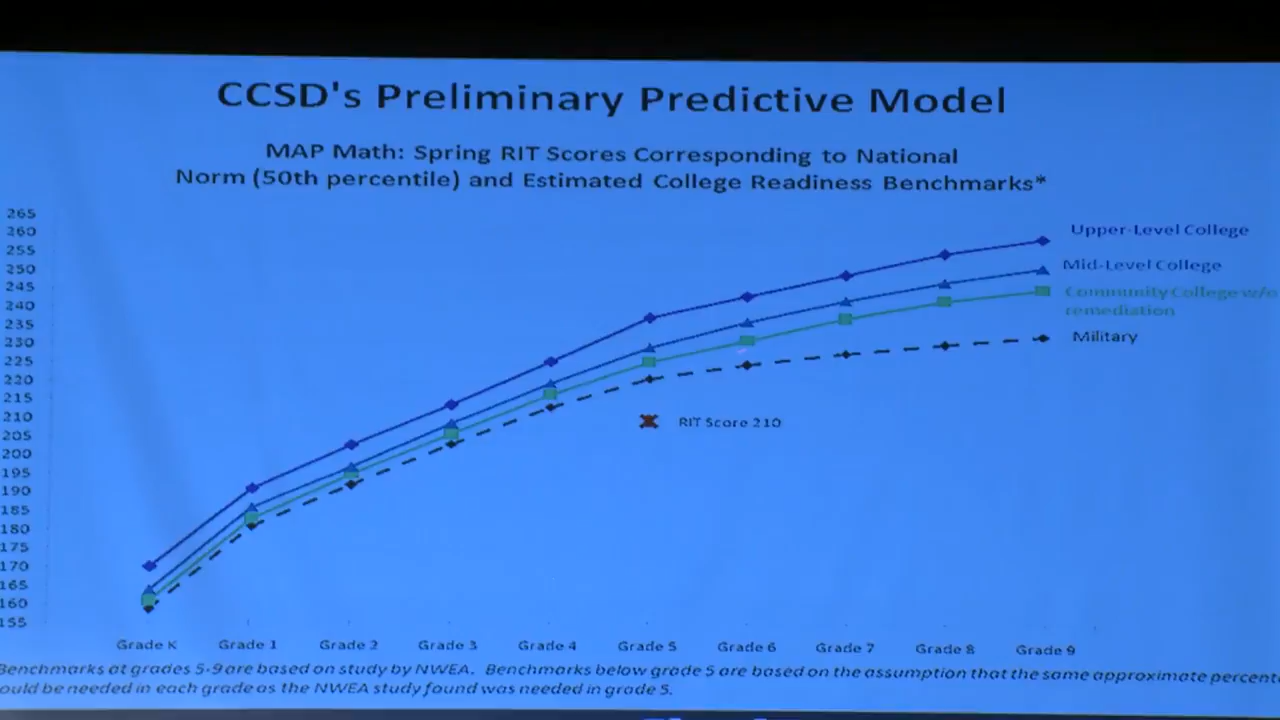 CCSD's Preliminary Predictive Model
MAP Math: Spring RIT Scores Corresponding to National
Norm (50th percentile) and Estimated College Readiness Benchmarks*
265
260
255
250
245
240
235
230
225
220
215
210
205
200
195
190
185
180
175
170
165
160
155
Upper-Level College
Mid-Level College
Community College w/o
remediation
Military
RIT Score 210
Grade K Grade 1 Grade 2 Grade 3 Grade 4 Grade 5 Grade 6 Grade 7 Grade 8 Grade 9
Benchmarks at grades 5-9 are based on study by NWEA. Benchmarks below grade 5 are based on the assumption that the same approximate
be needed in each grade as the NWEA study found was needed in grade 5.